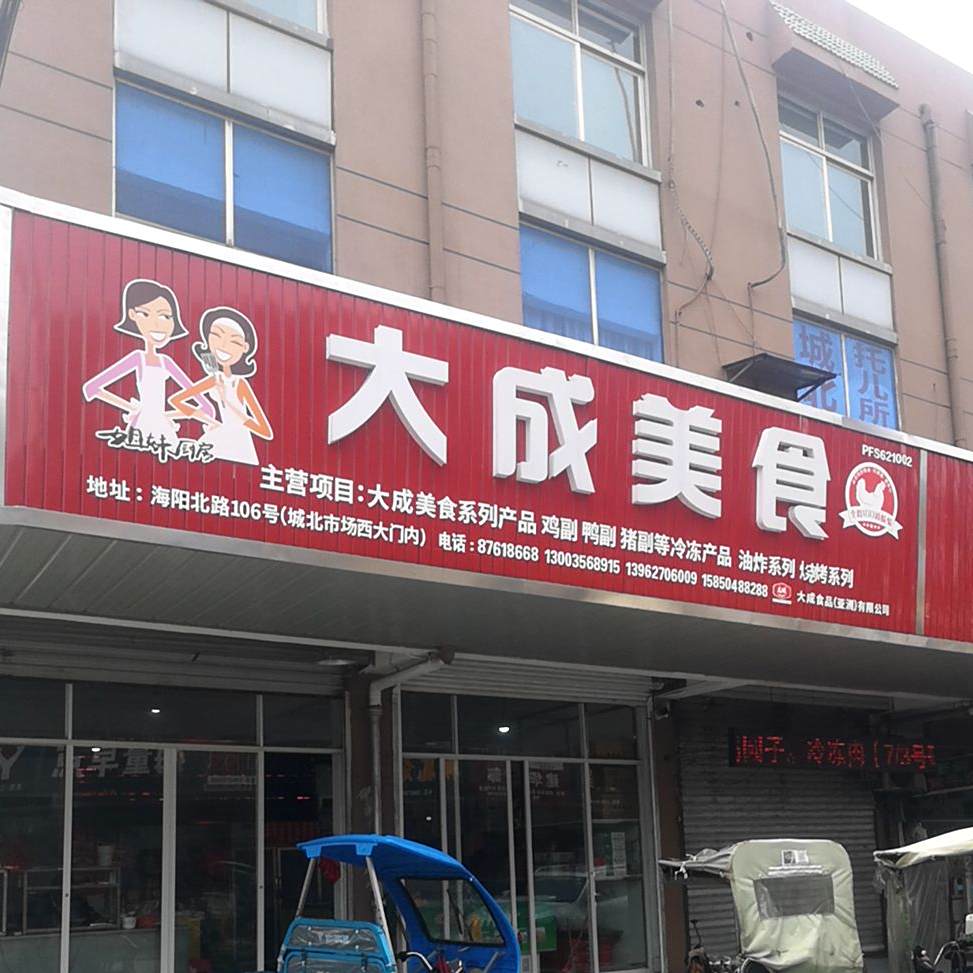 大成美食
PFS621002
姐妹厨房
主营项目:大成美食系列产品 鸡副 鸭副 猪副等冷冻产品 油炸系列 烧烤系列
地址:海阳北路106号(城北市场西大门内) 电话:87618668 13003568915 13962706009 15850488288
大成食品(亚洲)有限公司
城北
托儿所